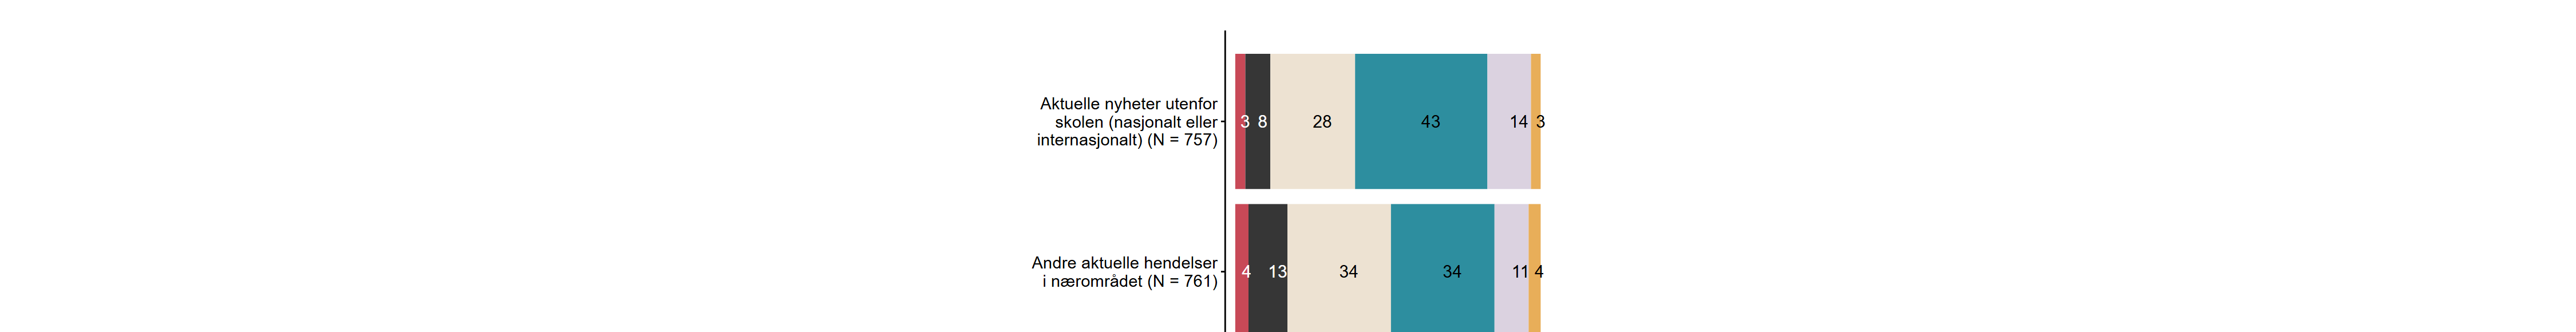 Aktuelle nyheter utenfor
skolen (nasjonalt eller
internasjonalt) (N = 757)
3 8 28 43 14 3
Andre aktuelle hendelser
i nærområdet (N = 761)
4 13 34 34 11 4